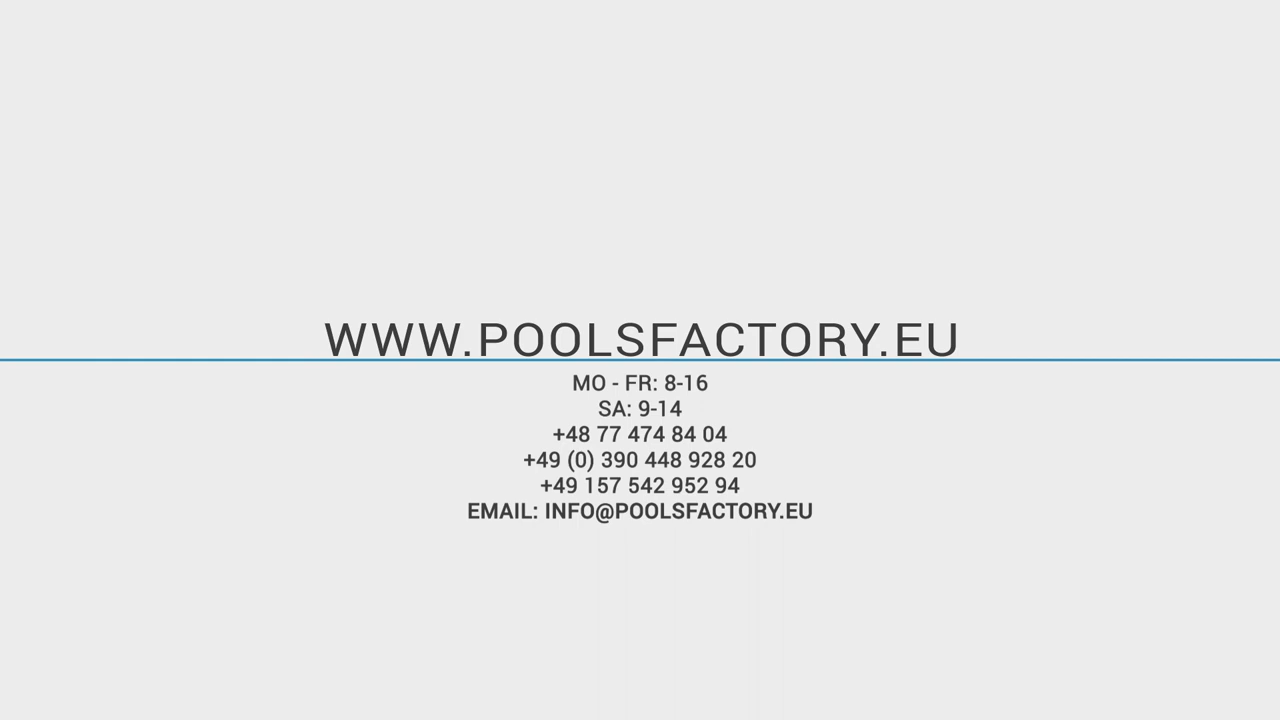 WWW.POOLSFACTORY.EU
MO - FR: 8-16
SA: 9-14
+48 77 474 84 04
+49 (0) 390 448 928 20
+49 157 542 952 94
EMAIL: INFO@POOLSFACTORY.EU